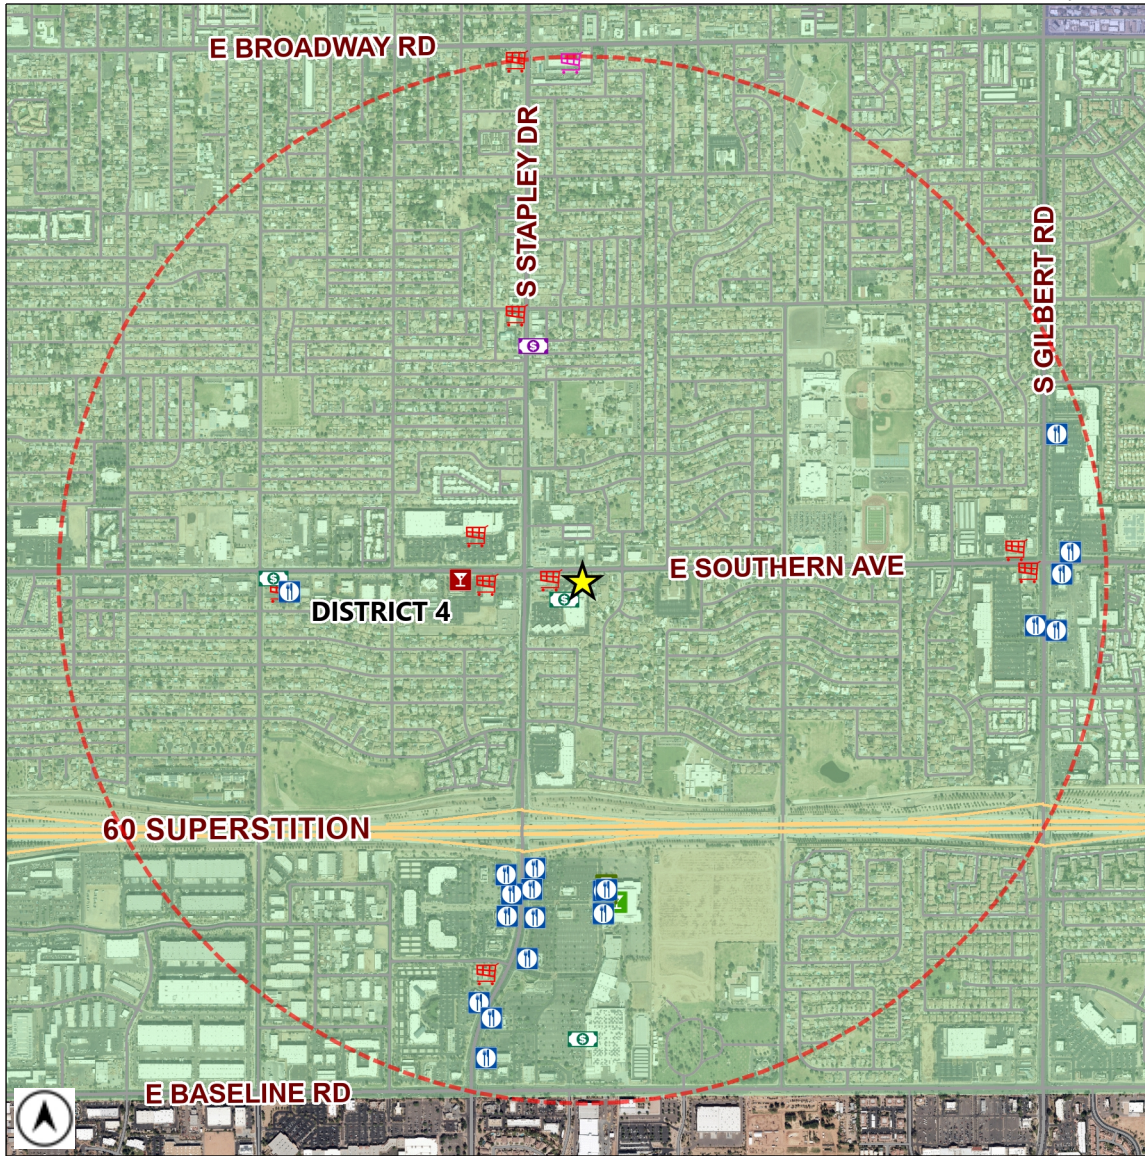 E BROADWAY RD
S STAPLEY DR
S GILBERT RD
E SOUTHERN AVE
DISTRICT 4
60 SUPERSTITION
E BASELINE RD